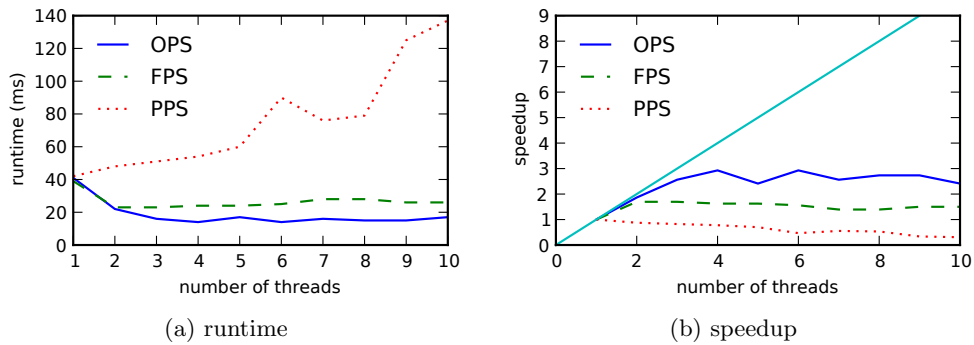 140
120
100
80
60
40
20
0
runtime (ms)
OPS
FPS
PPS
1 2 3 4 5 6 7 8 9 10
number of threads
(a) runtime
9
8
7
6
5
4
3
2
1
0
speedup
OPS
FPS
PPS
0 2 4 6 8 10
number of threads
(b) speedup